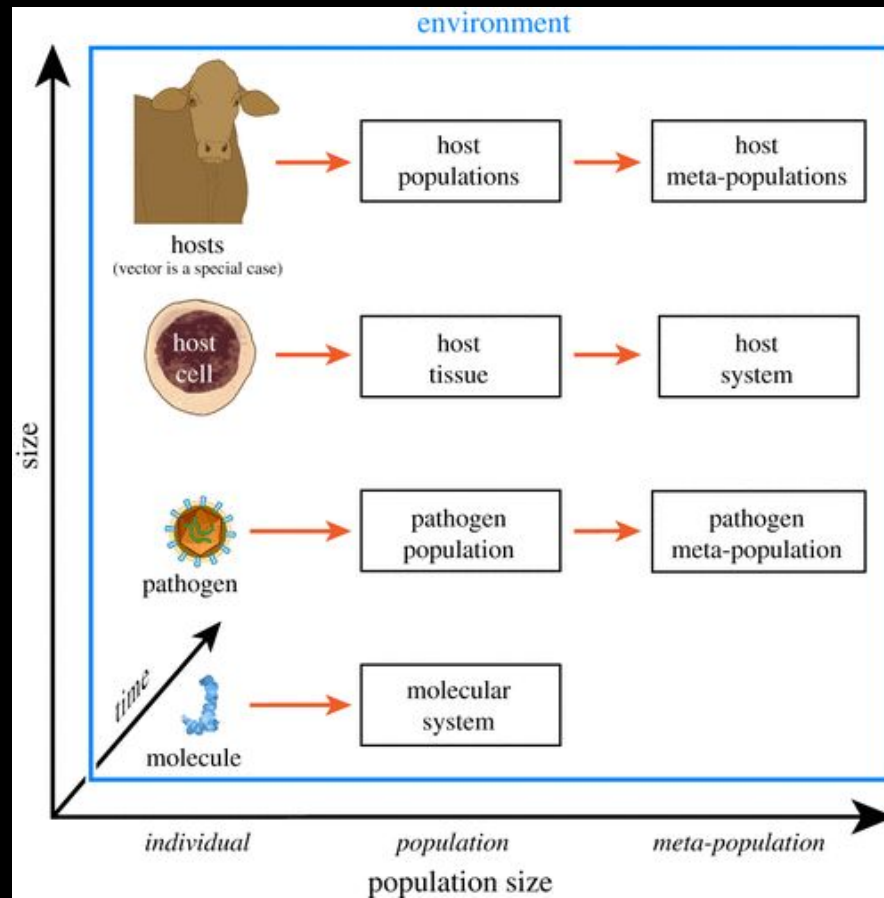 environment
host
populations
host
meta-populations
hosts
(vector is a special case)
host
cell
host
tissue
host
system
size
pathogen
population
pathogen
meta-population
pathogen
time
molecular
system
molecule
individual
population
meta-population
population size